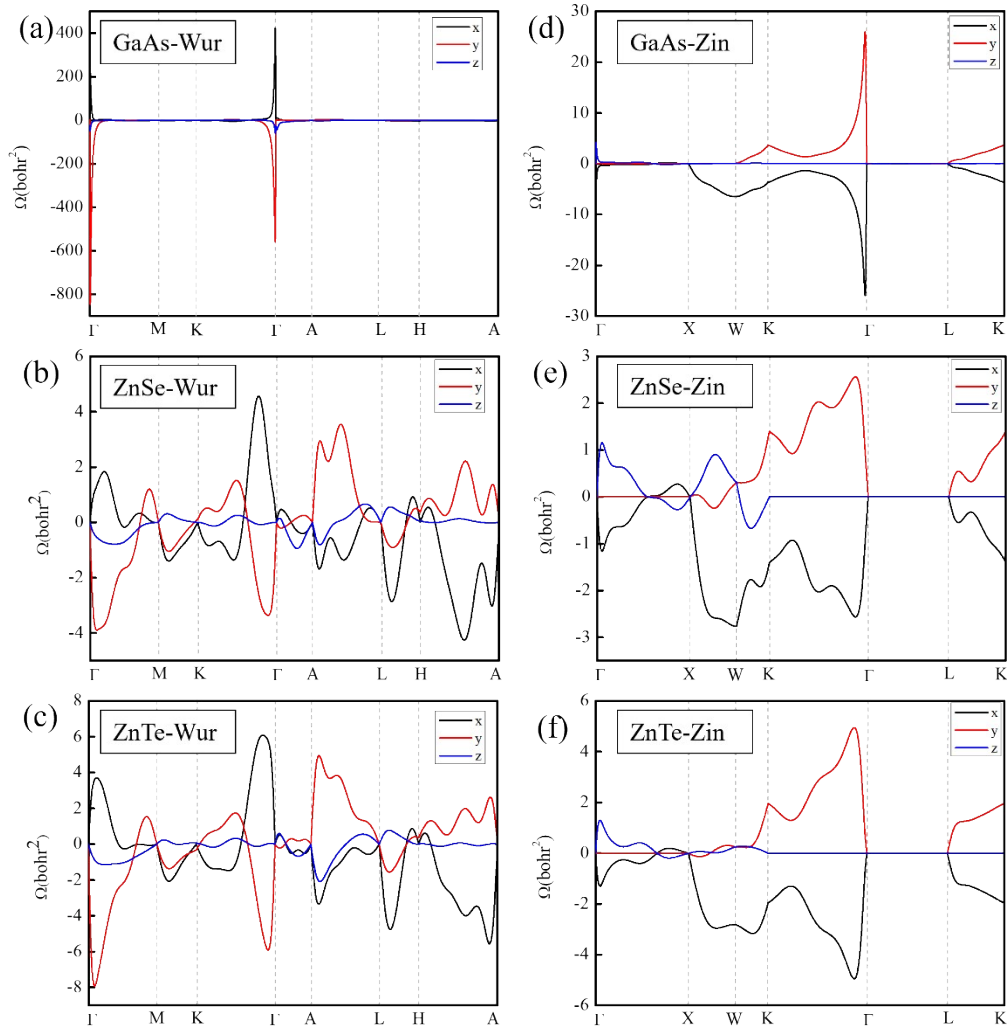 (a)
GaAs-Wur
x
y
z
400
200
0
-200
-400
-600
-800
Ω(bohr²)
Γ M K Γ A L H A
(d)
GaAs-Zin
x
y
z
30
20
10
0
-10
-20
-30
Ω(bohr²)
Γ X W K Γ L K
(b)
ZnSe-Wur
x
y
z
6
4
2
0
-2
-4
Ω(bohr²)
Γ M K Γ A L H A
(e)
ZnSe-Zin
x
y
z
3
2
1
0
-1
-2
-3
Ω(bohr²)
Γ X W K Γ L K
(c)
ZnTe-Wur
x
y
z
8
6
4
2
0
-2
-4
-6
-8
Ω(bohr²)
Γ M K Γ A L H A
(f)
ZnTe-Zin
x
y
z
6
4
2
0
-2
-4
-6
Ω(bohr²)
Γ X W K Γ L K